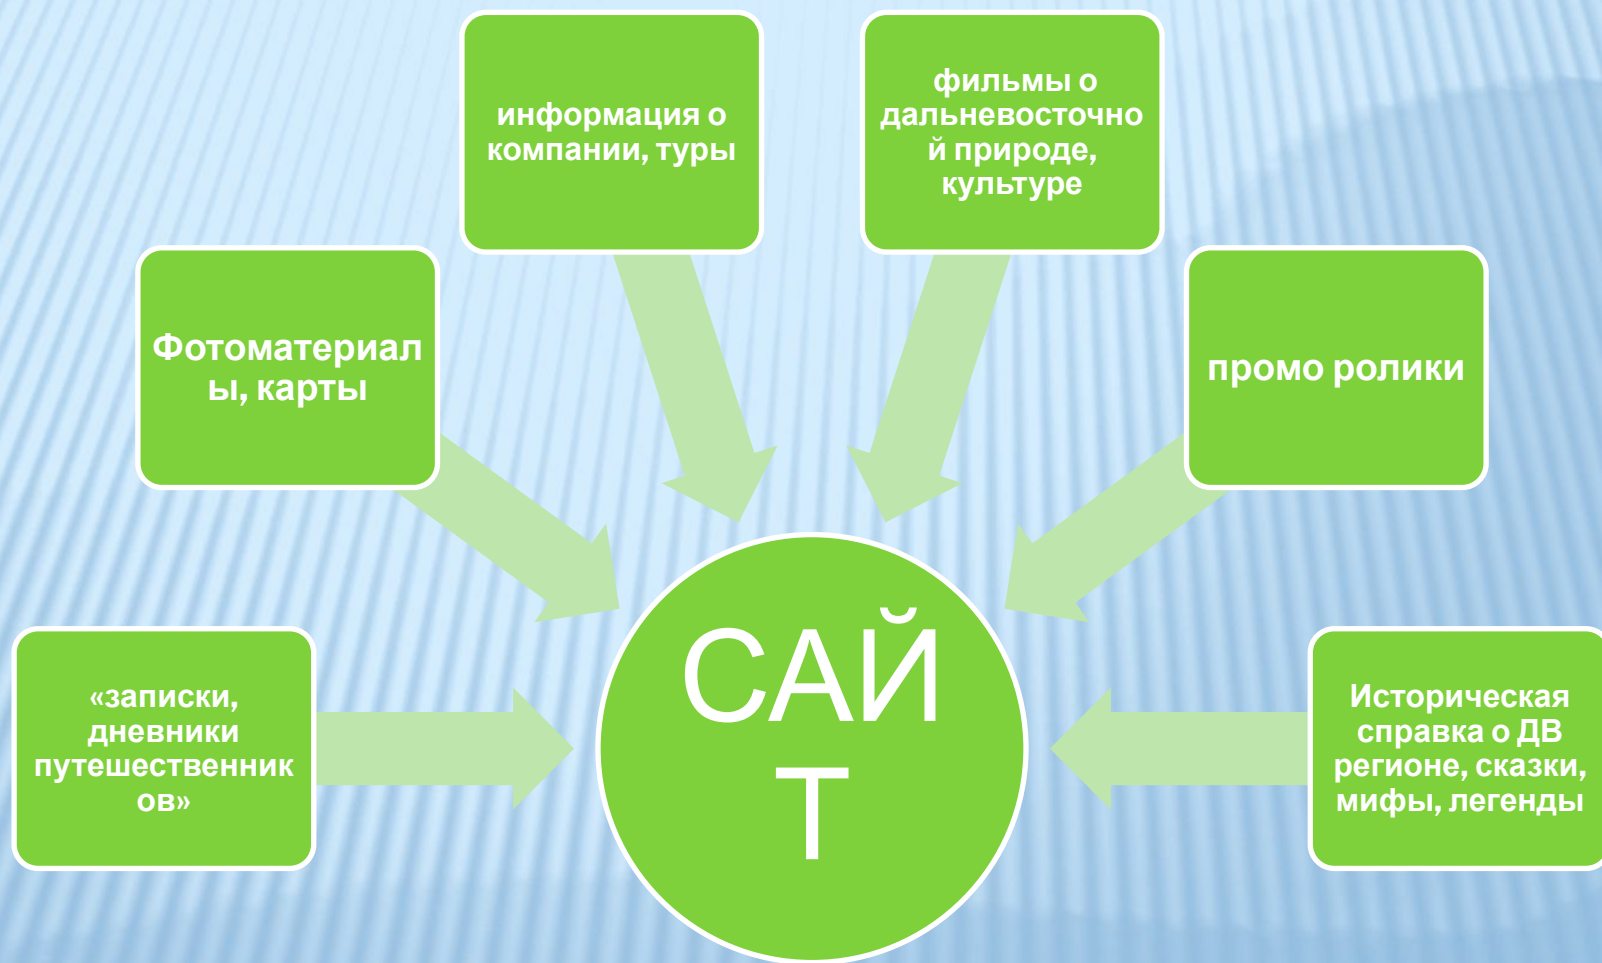 информация о
компании, туры
фильмы о
дальневосточно
й природе,
культуре
Фотоматериал
ы, карты
промо ролики
«записки,
дневники
путешественник
ов»
САЙ
Т
Историческая
справка о ДВ
регионе, сказки,
мифы, легенды